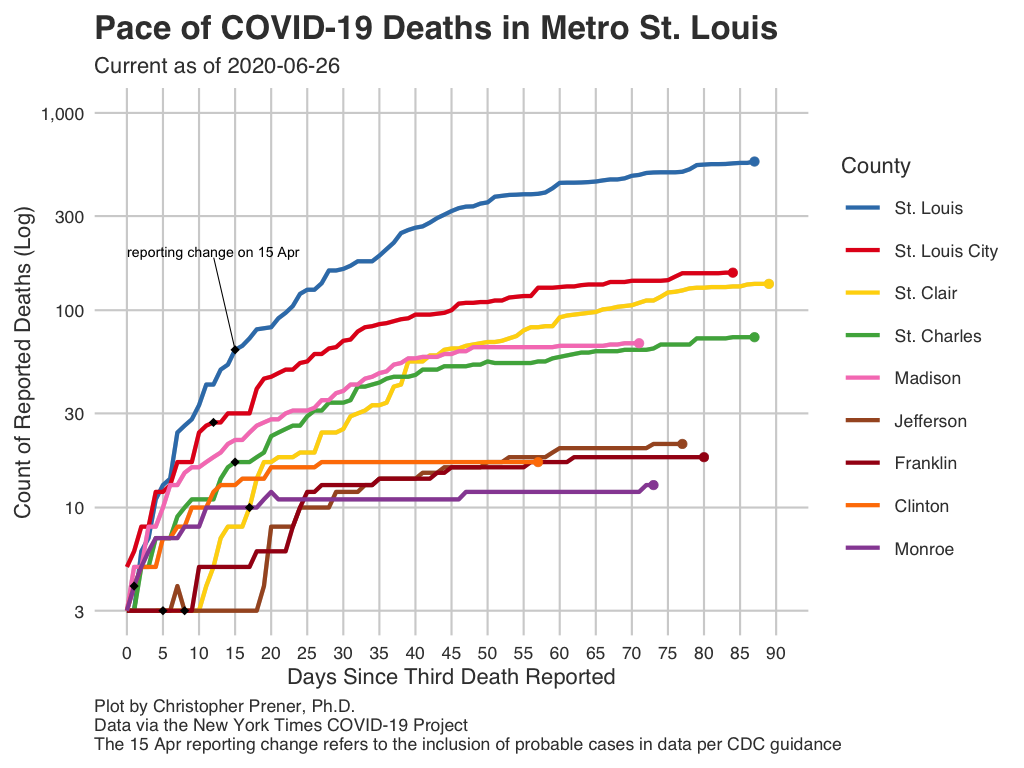 Pace of COVID-19 Deaths in Metro St. Louis
Current as of 2020-06-26
Count of Reported Deaths (Log)
1,000
300
100
30
10
3
reporting change on 15 Apr
0 5 10 15 20 25 30 35 40 45 50 55 60 65 70 75 80 85 90
Days Since Third Death Reported
County
St. Louis
St. Louis City
St. Clair
St. Charles
Madison
Jefferson
Franklin
Clinton
Monroe
Plot by Christopher Prener, Ph.D.
Data via the New York Times COVID-19 Project
The 15 Apr reporting change refers to the inclusion of probable cases in data per CDC guidance